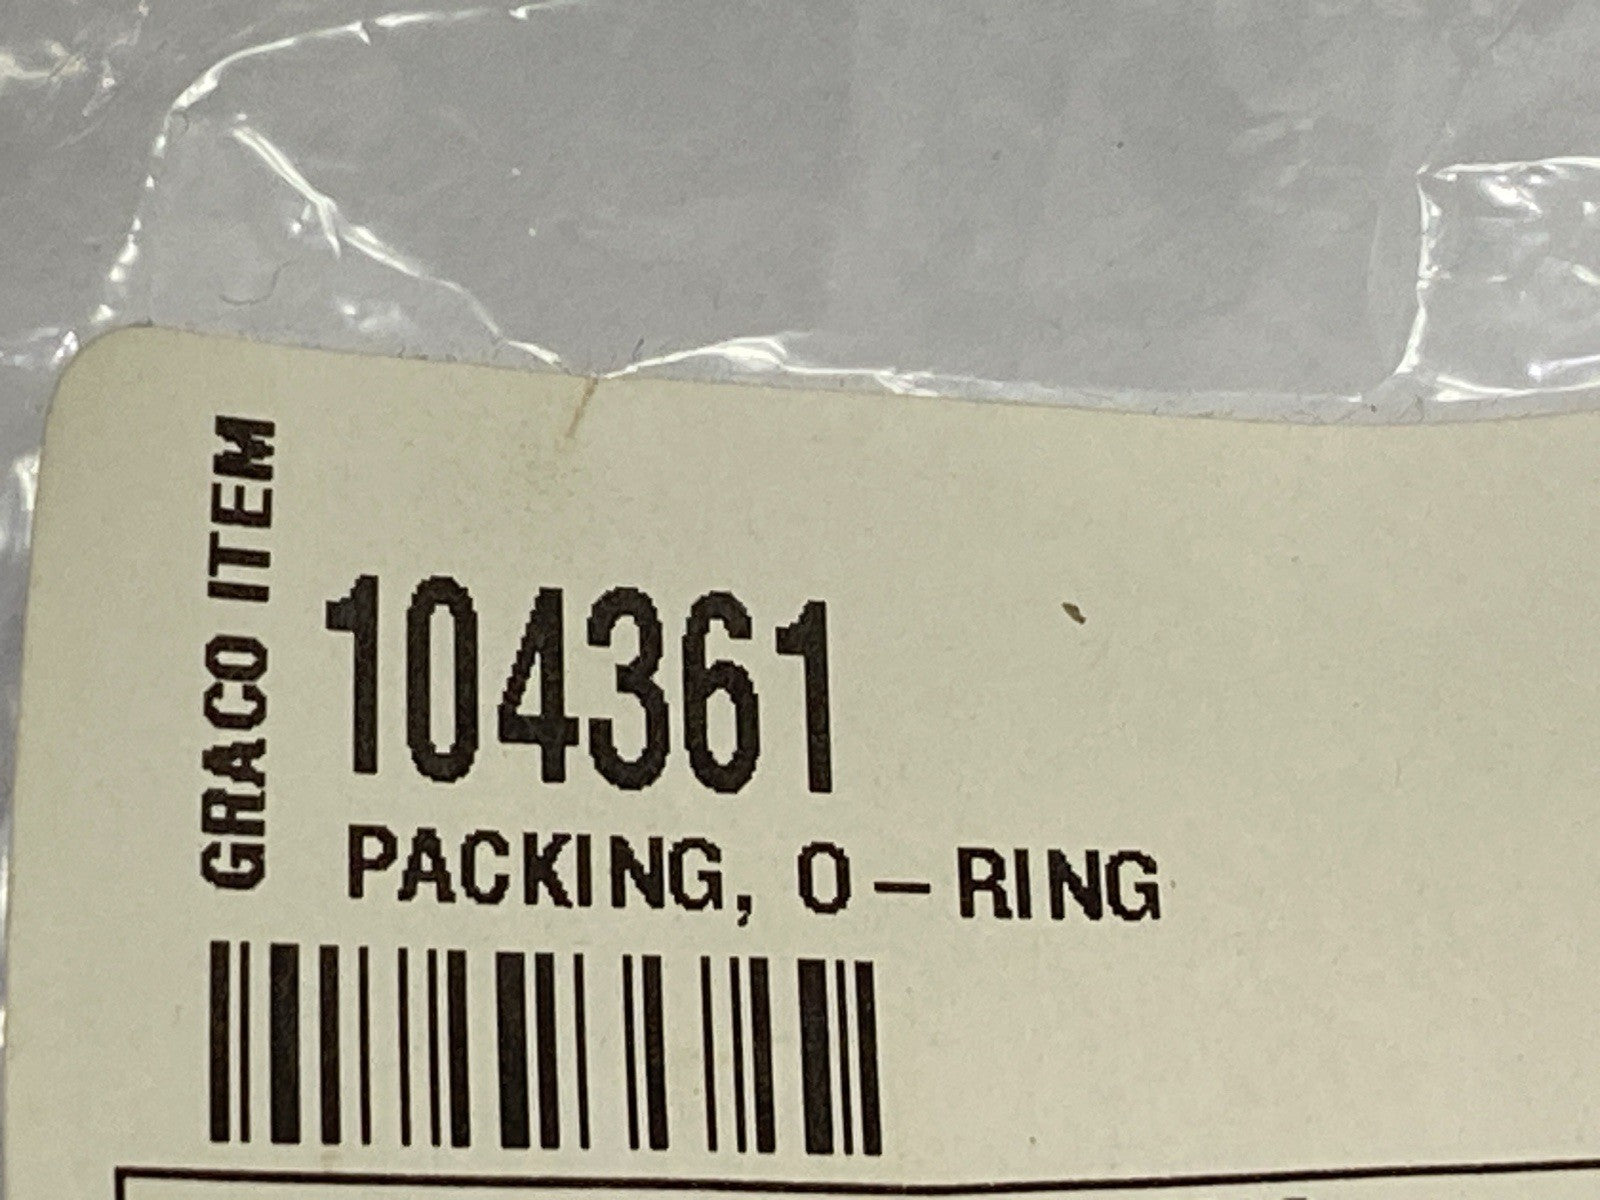 GRACO ITEM
104361
PACKING, O-RING